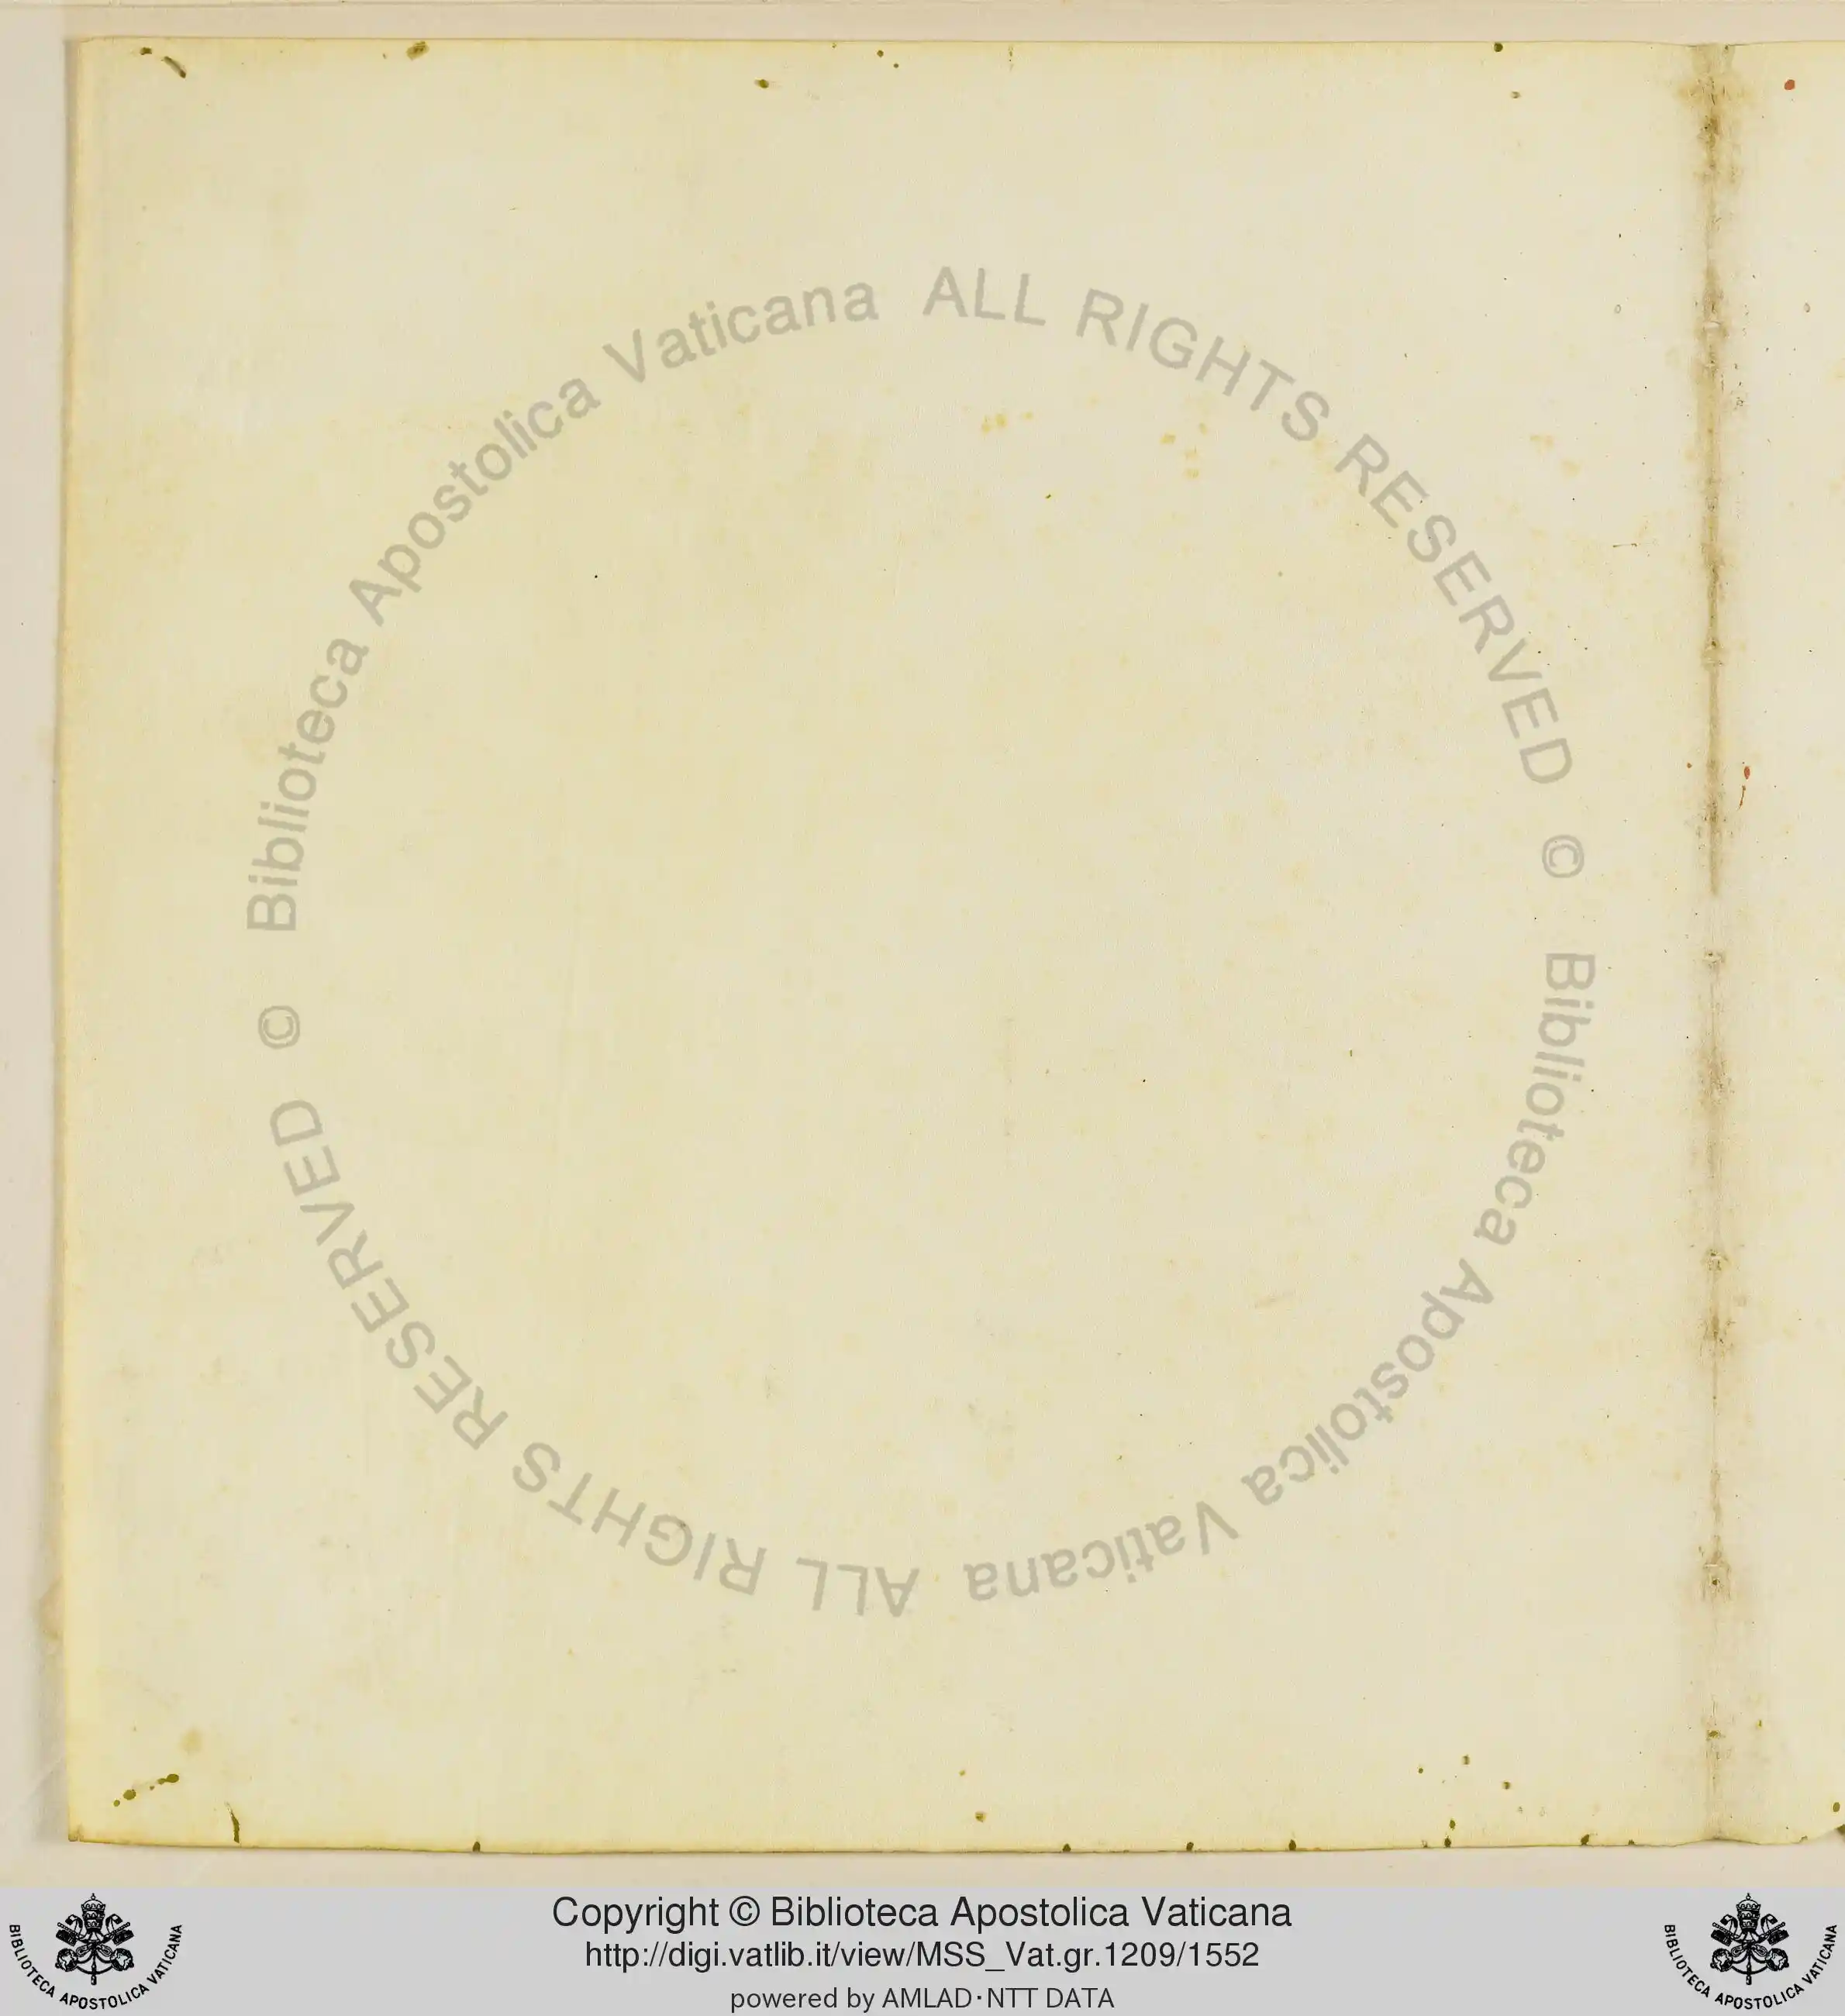 © Biblioteca Apostolica Vaticana ALL RIGHTS RESERVED
© Biblioteca Apostolica Vaticana ALL RIGHTS RESERVED
Copyright © Biblioteca Apostolica Vaticana
http://digi.vatlib.it/view/MSS_Vat.gr.1209/1552
powered by AMLAD·NTT DATA
BIBLIOTECA APOSTOLICA VATICANA
BIBLIOTECA APOSTOLICA VATICANA